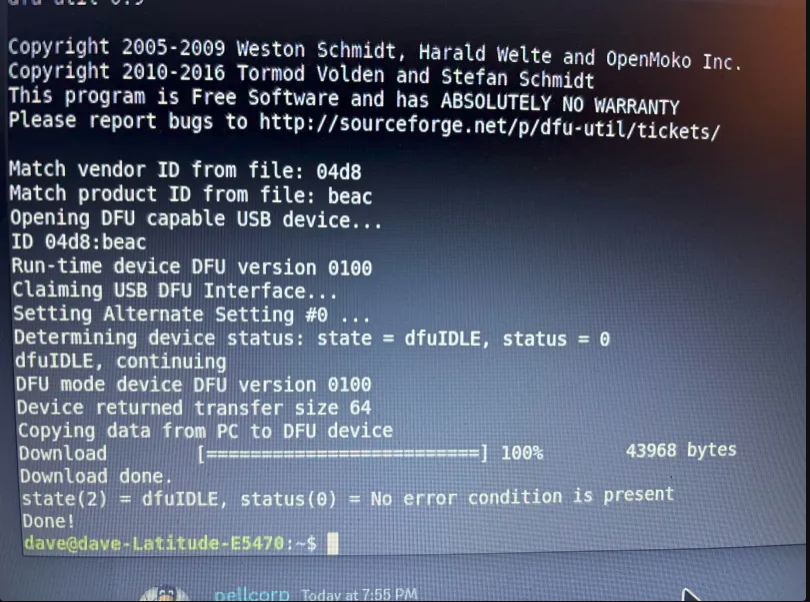 dfu-util 0.9
Copyright 2005-2009 Weston Schmidt, Harald Welte and OpenMoko Inc.
Copyright 2010-2016 Tormod Volden and Stefan Schmidt
This program is Free Software and has ABSOLUTELY NO WARRANTY
Please report bugs to http://sourceforge.net/p/dfu-util/tickets/
Match vendor ID from file: 04d8
Match product ID from file: beac
Opening DFU capable USB device...
ID 04d8:beac
Run-time device DFU version 0100
Claiming USB DFU Interface...
Setting Alternate Setting #0 ...
Determining device status: state = dfuIDLE, status = 0
dfuIDLE, continuing
DFU mode device DFU version 0100
Device returned transfer size 64
Copying data from PC to DFU device
Download [=========================] 100% 43968 bytes
Download done.
state(2) = dfuIDLE, status(0) = No error condition is present
Done!
dave@dave-Latitude-E5470:~$
pellcorp Today at 7:55 PM